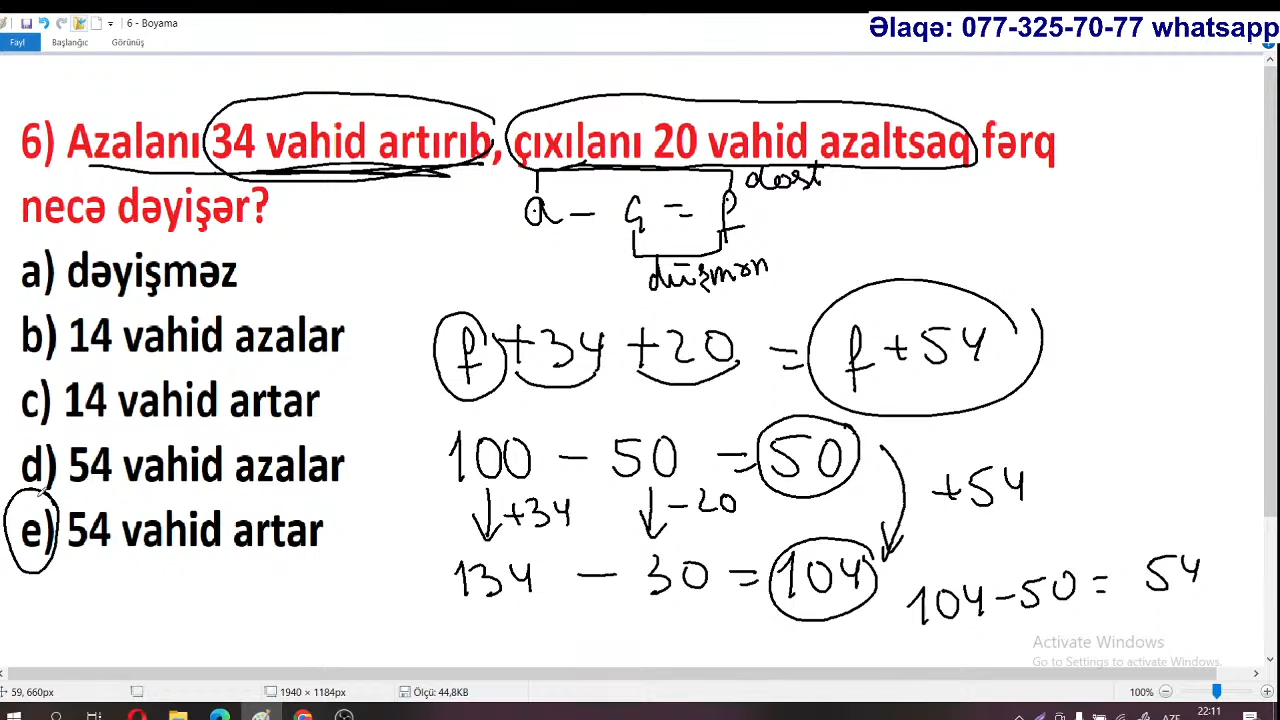 6 - Boyama
Əlaqə: 077-325-70-77 whatsapp
Fayl Başlanğıc Görünüş
6) Azalanı 34 vahid artırıb, çıxılanı 20 vahid azaltsaq fərq
dost
necə dəyişər?
a - ç = f
düşmən
a) dəyişməz
b) 14 vahid azalar
f +34 +20 = f+54
c) 14 vahid artar
100 - 50 = 50
d) 54 vahid azalar
+34 -20 +54
e) 54 vahid artar
134 - 30 = 104
104-50= 54
Activate Windows
Go to Settings to activate Windows.
59, 660px 1940 × 1184px Ölçü: 44,8KB 100%
AZE 22:11